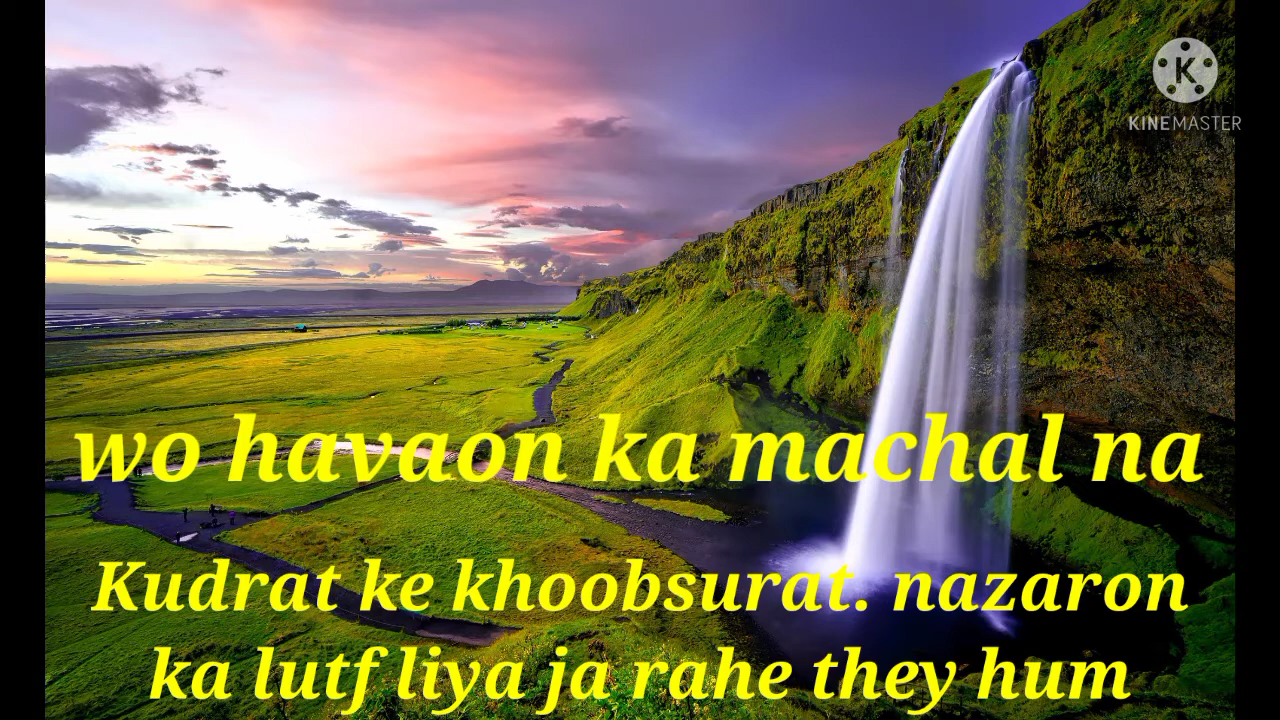 K
KINEMASTER
wo havaon ka machal na
Kudrat ke khoobsurat. nazaron
ka lutf liya ja rahe they hum